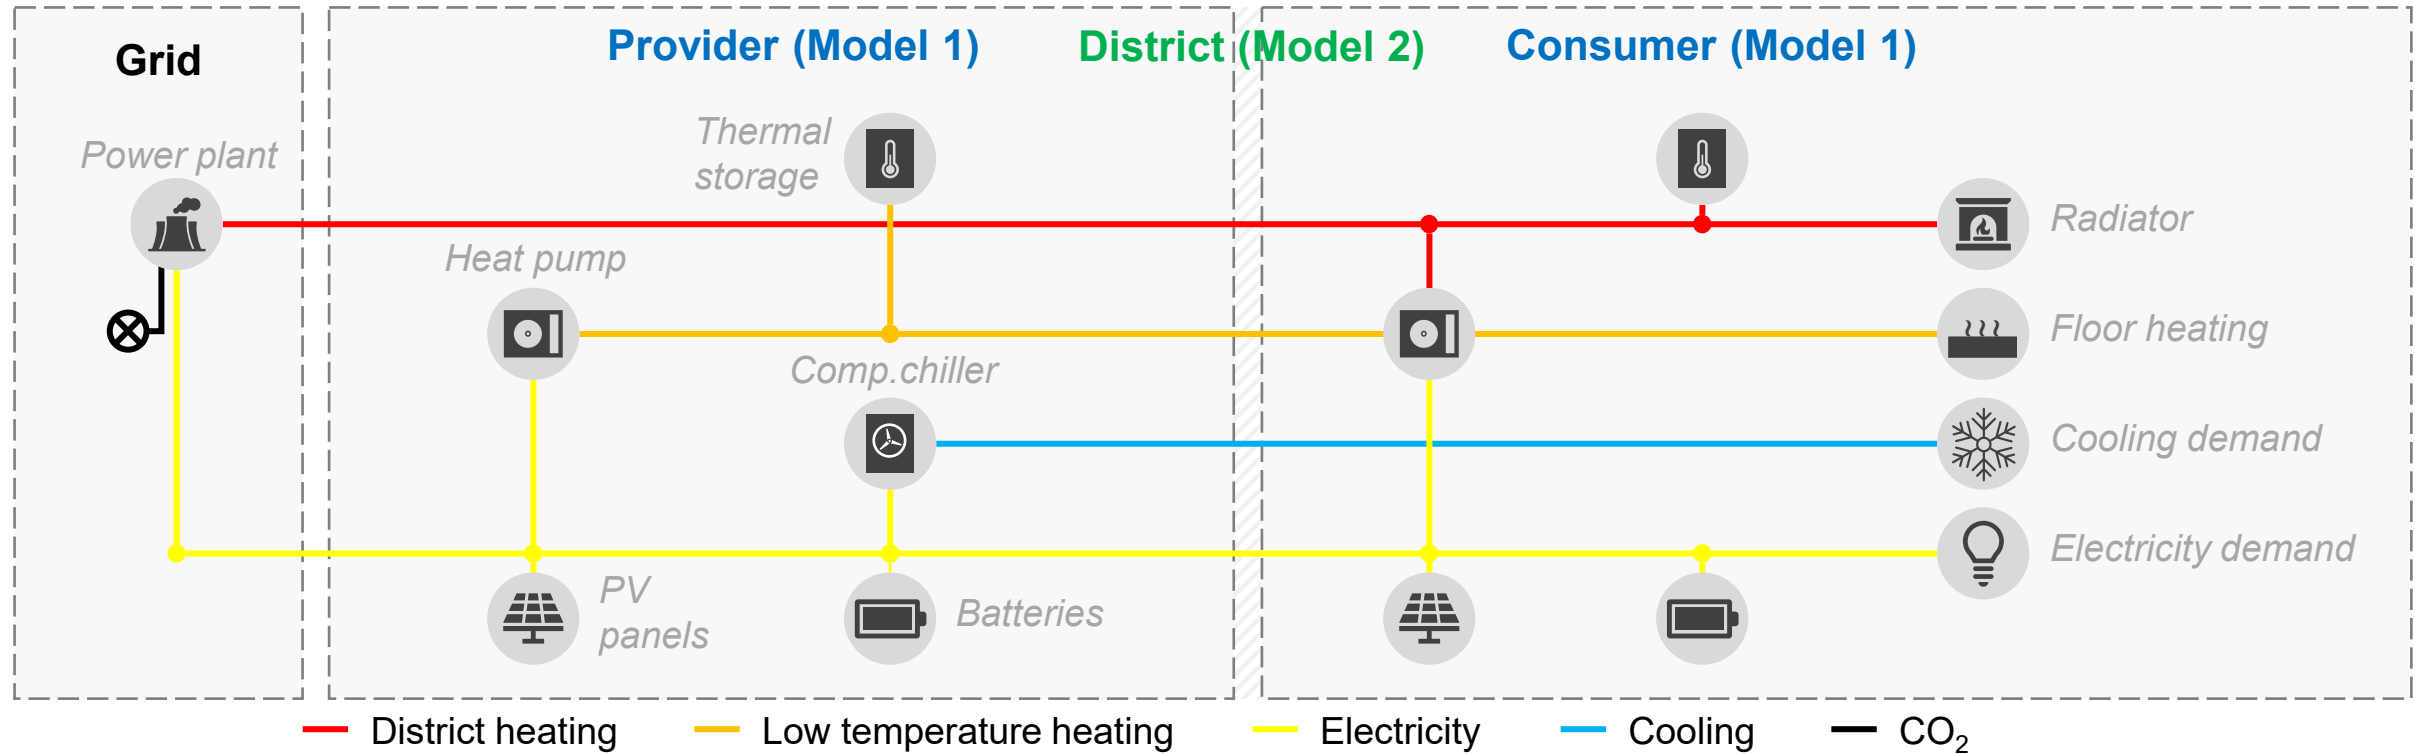 Grid
Provider (Model 1)
District (Model 2)
Consumer (Model 1)
Power plant
Thermal
storage
Heat pump
Comp.chiller
PV
panels
Batteries
Radiator
Floor heating
Cooling demand
Electricity demand
District heating
Low temperature heating
Electricity
Cooling
CO₂